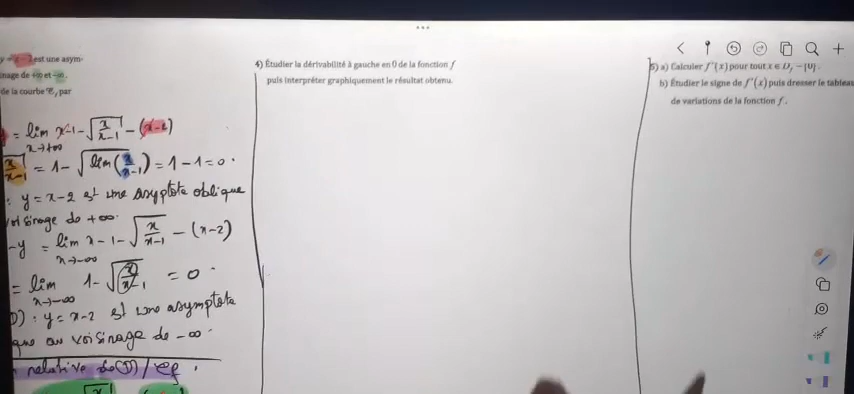 y = x - 2 est une asym-
inage de +∞ et -∞.
de la courbe 𝒞f par
= lim x-1-√(x/(x-1)) - (x-2)
x→+∞
= 1 - √(lim(x/(x-1))) = 1-1=0.
: y = x-2 est une asyptote oblique
voisinage de +∞.
-y = lim x-1-√(x/(x-1)) - (x-2)
x→-∞
= lim 1-√(x/(x-1)) = 0.
x→-∞
D) : y = x-2 est une asymptote
que au voisinage de -∞.
relative de (D) / 𝒞f.
4) Étudier la dérivabilité à gauche en 0 de la fonction f
puis interpréter graphiquement le résultat obtenu.
5) a) Calculer f'(x) pour tout x ∈ Df - {0}.
b) Étudier le signe de f'(x) puis dresser le tableau
de variations de la fonction f.